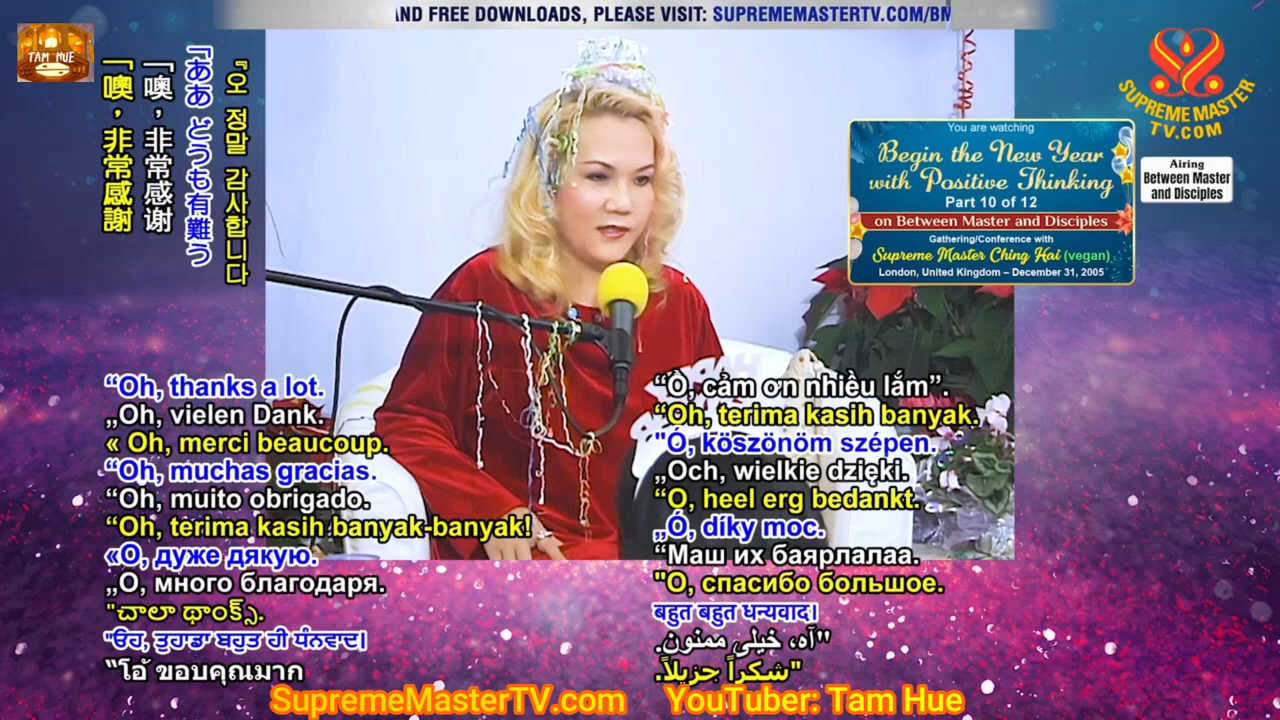 AND FREE DOWNLOADS, PLEASE VISIT: SUPREMEMASTERTV.COM/BM
TAM HUE
SUPREME MASTER
TV.COM
You are watching
Begin the New Year
with Positive Thinking
Part 10 of 12
on Between Master and Disciples
Gathering/Conference with
Supreme Master Ching Hai (vegan)
London, United Kingdom – December 31, 2005
Airing
Between Master
and Disciples
『오 정말 감사합니다
「ああ どうも有難う
「噢，非常感谢
「噢，非常感謝
“Oh, thanks a lot.
„Oh, vielen Dank.
« Oh, merci beaucoup.
“Oh, muchas gracias.
“Oh, muito obrigado.
“Oh, terima kasih banyak-banyak!
«О, дуже дякую.
„О, много благодаря.
"చాలా థాంక్స్.
"ਓਹ, ਤੁਹਾਡਾ ਬਹੁਤ ਹੀ ਧੰਨਵਾਦ।
“โอ้ ขอบคุณมาก
“Ồ, cảm ơn nhiều lắm”.
“Oh, terima kasih banyak.
"Ó, köszönöm szépen.
„Och, wielkie dzięki.
“O, heel erg bedankt.
„Ó, díky moc.
“Маш их баярлалаа.
"О, спасибо большое.
बहुत बहुत धन्यवाद।
"آه، خیلی ممنون.
"شكراً جزيلاً.
SupremeMasterTV.com
YouTuber: Tam Hue